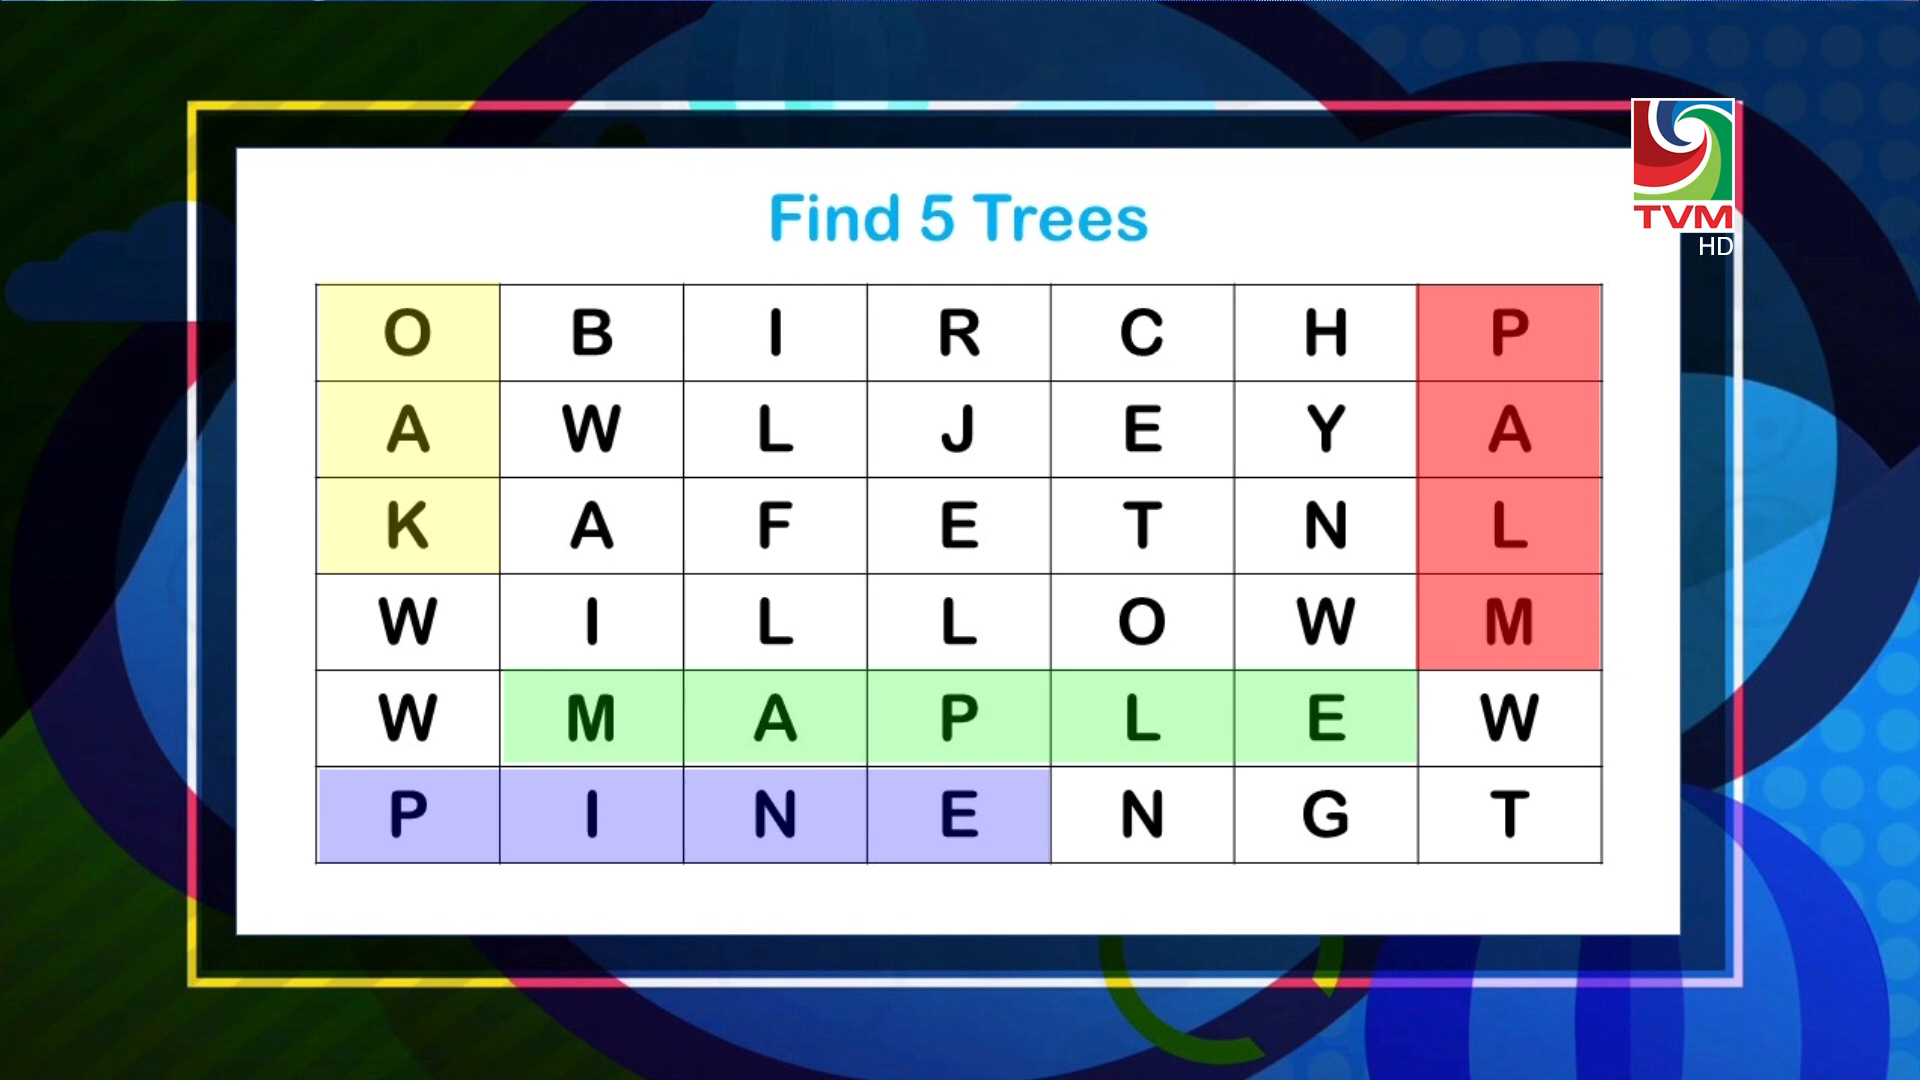 TVM
HD
Find 5 Trees
O B I R C H P
A W L J E Y A
K A F E T N L
W I L L O W M
W M A P L E W
P I N E N G T